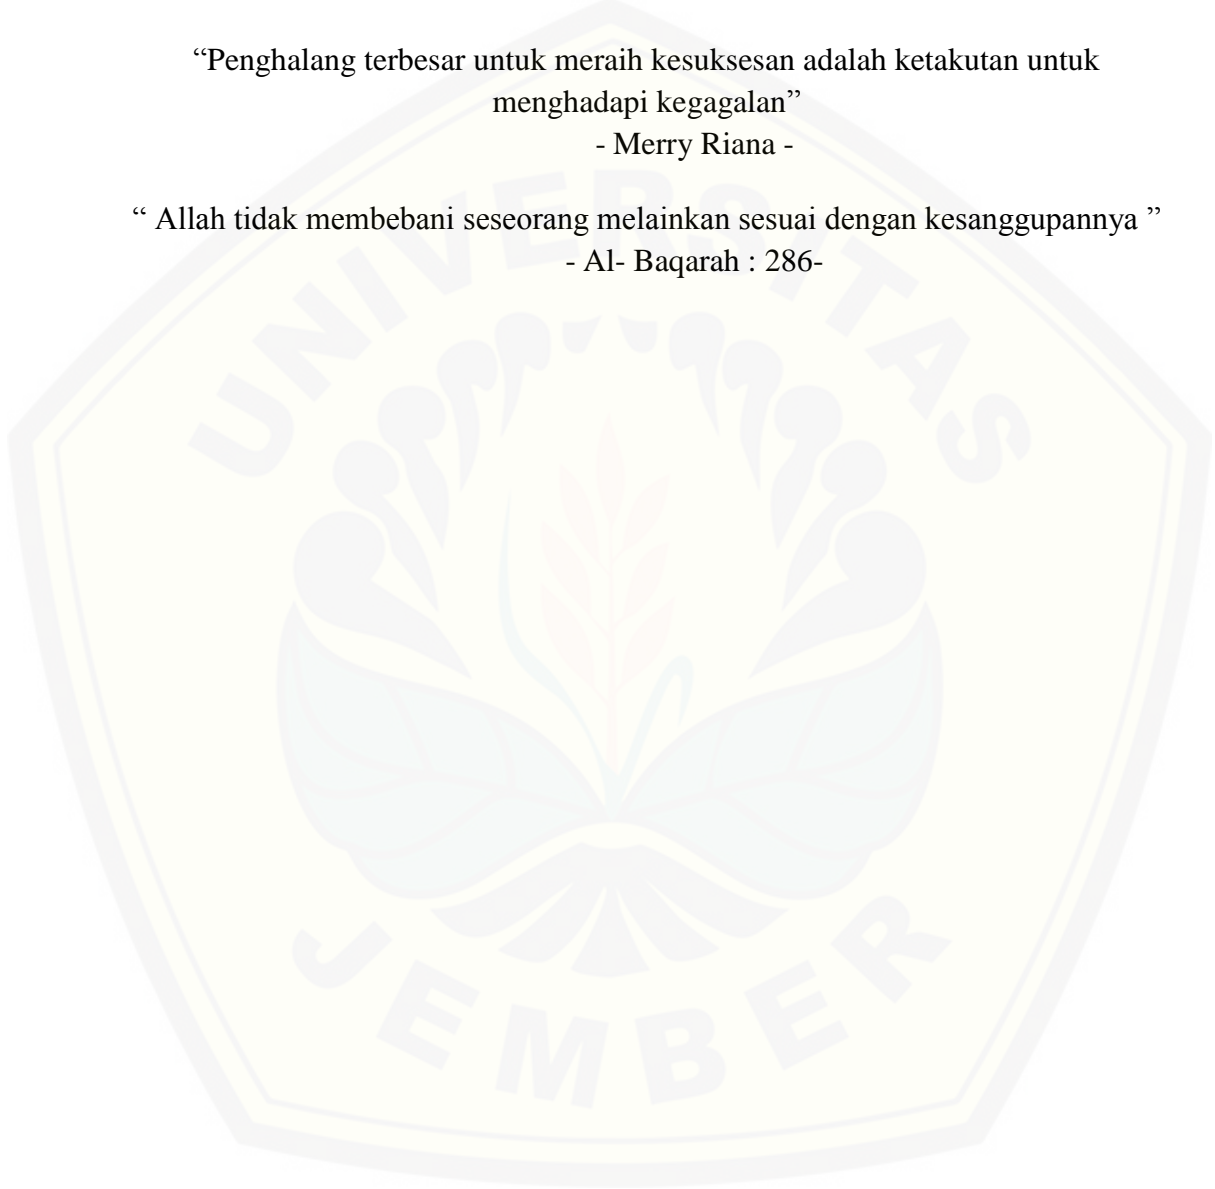 “Penghalang terbesar untuk meraih kesuksesan adalah ketakutan untuk
menghadapi kegagalan”
- Merry Riana -
“ Allah tidak membebani seseorang melainkan sesuai dengan kesanggupannya ”
- Al- Baqarah : 286-
UNIVERSITAS
JEMBER